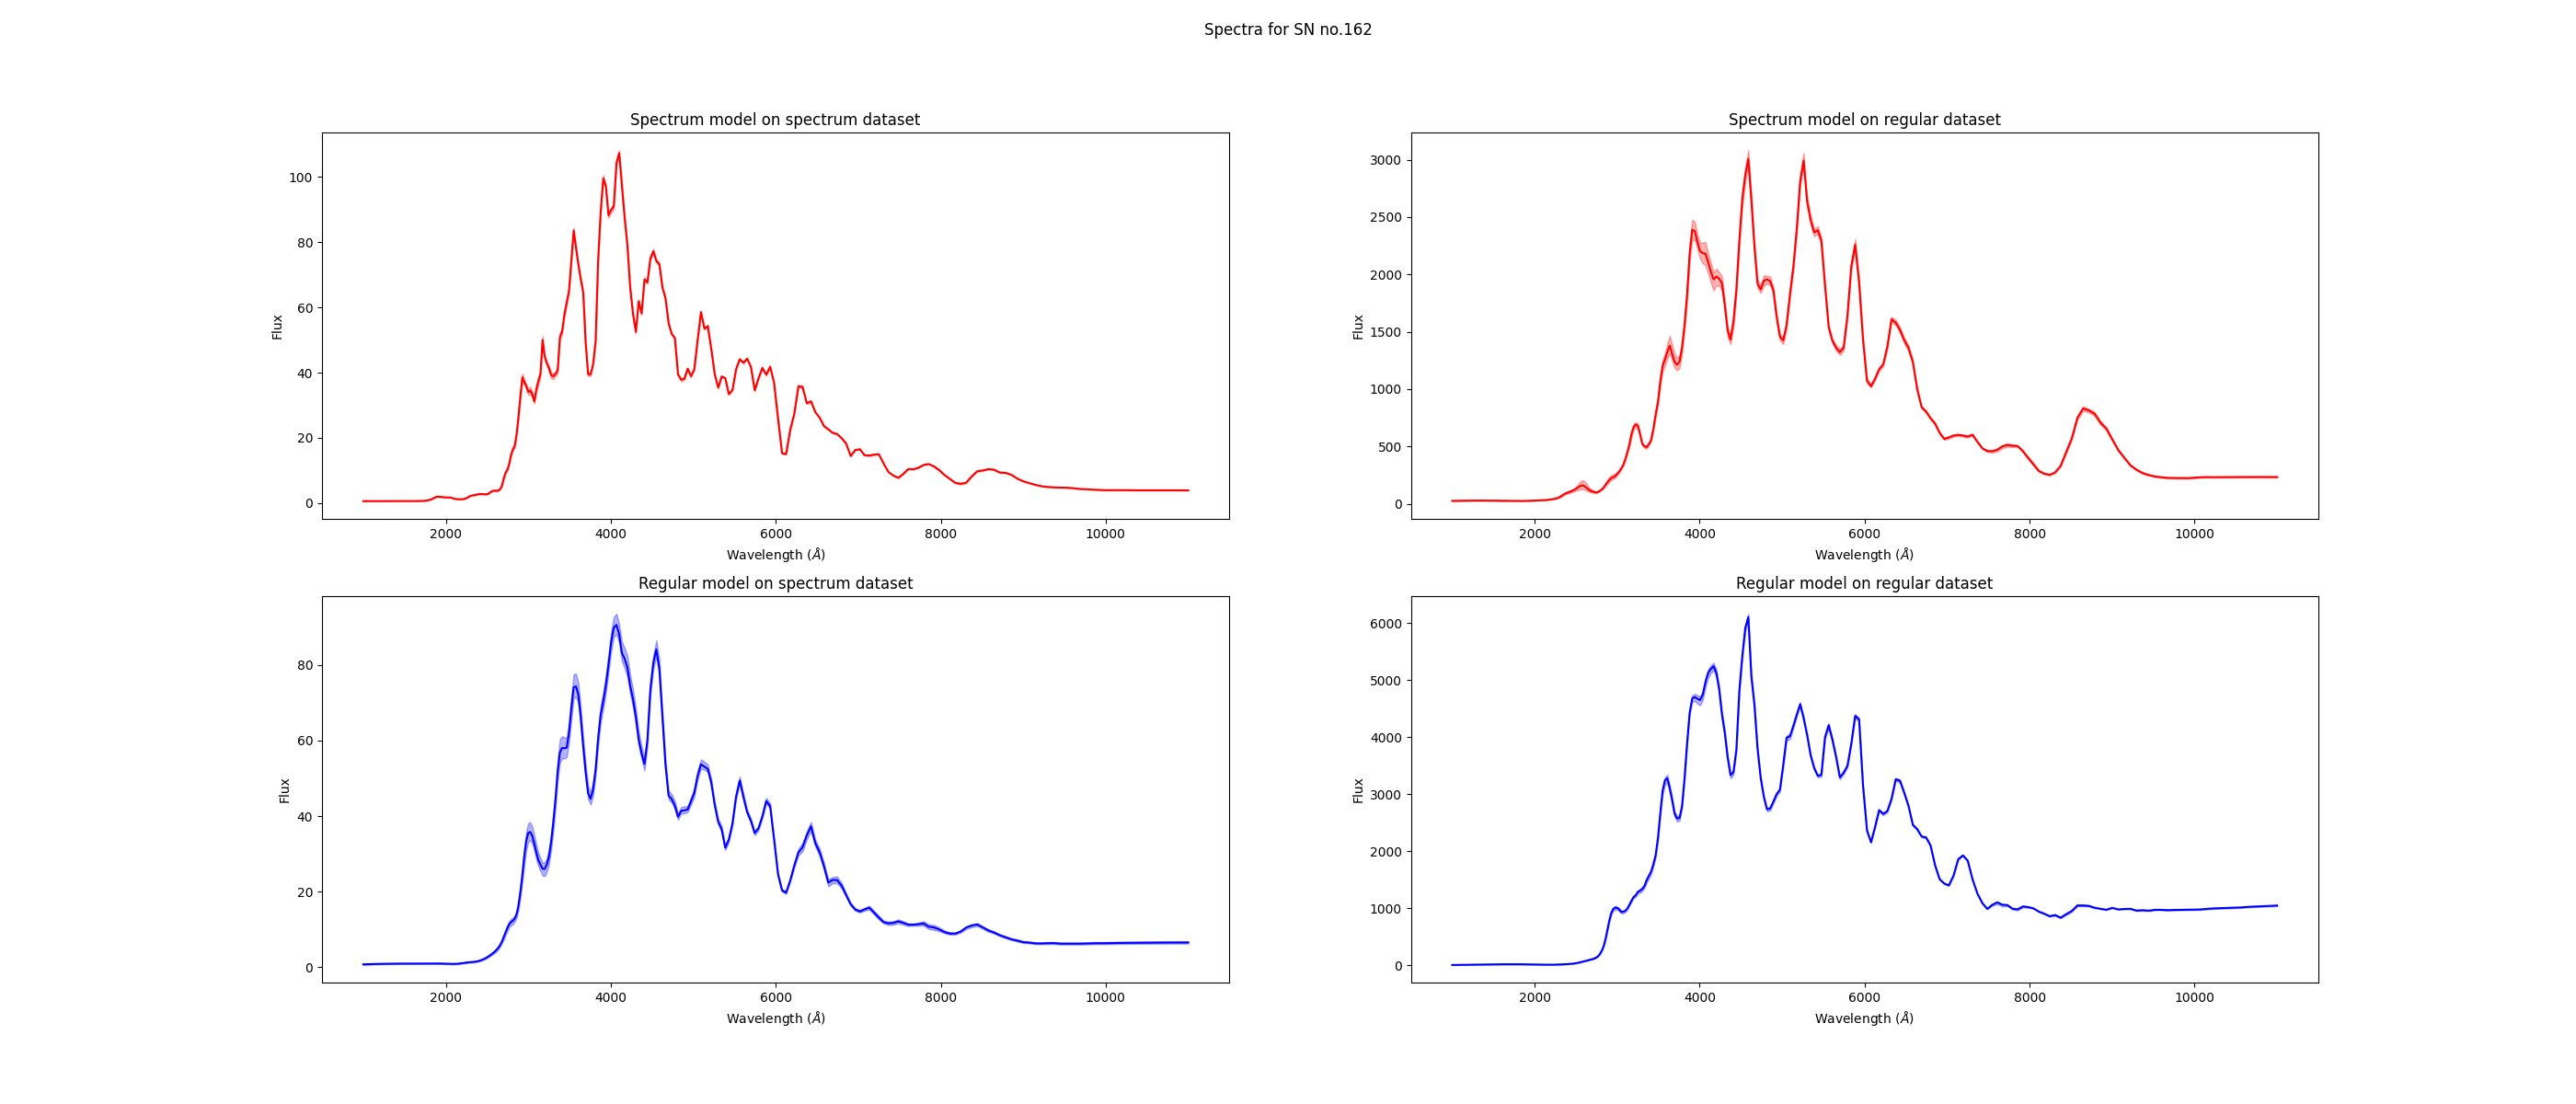 Spectra for SN no.162
Spectrum model on spectrum dataset
100
80
60
40
20
0
Flux
2000 4000 6000 8000 10000
Wavelength (Å)
Spectrum model on regular dataset
3000
2500
2000
1500
1000
500
0
Flux
2000 4000 6000 8000 10000
Wavelength (Å)
Regular model on spectrum dataset
80
60
40
20
0
Flux
2000 4000 6000 8000 10000
Wavelength (Å)
Regular model on regular dataset
6000
5000
4000
3000
2000
1000
0
Flux
2000 4000 6000 8000 10000
Wavelength (Å)